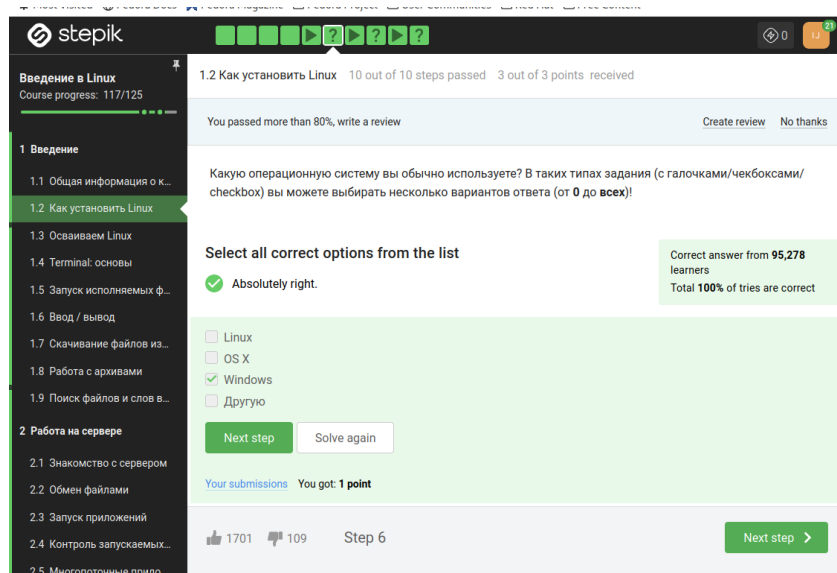 stepik
0
IJ
21
Введение в Linux
Course progress: 117/125
1 Введение
1.1 Общая информация о к...
1.2 Как установить Linux
1.3 Осваиваем Linux
1.4 Terminal: основы
1.5 Запуск исполняемых ф...
1.6 Ввод / вывод
1.7 Скачивание файлов из...
1.8 Работа с архивами
1.9 Поиск файлов и слов в...
2 Работа на сервере
2.1 Знакомство с сервером
2.2 Обмен файлами
2.3 Запуск приложений
2.4 Контроль запускаемых...
2.5 Многопоточные прило...
1.2 Как установить Linux 10 out of 10 steps passed 3 out of 3 points received
You passed more than 80%, write a review
Create review No thanks
Какую операционную систему вы обычно используете? В таких типах задания (с галочками/чекбоксами/
checkbox) вы можете выбирать несколько вариантов ответа (от 0 до всех)!
Select all correct options from the list
Absolutely right.
Correct answer from 95,278
learners
Total 100% of tries are correct
Linux
OS X
Windows
Другую
Next step Solve again
Your submissions You got: 1 point
1701 109 Step 6
Next step